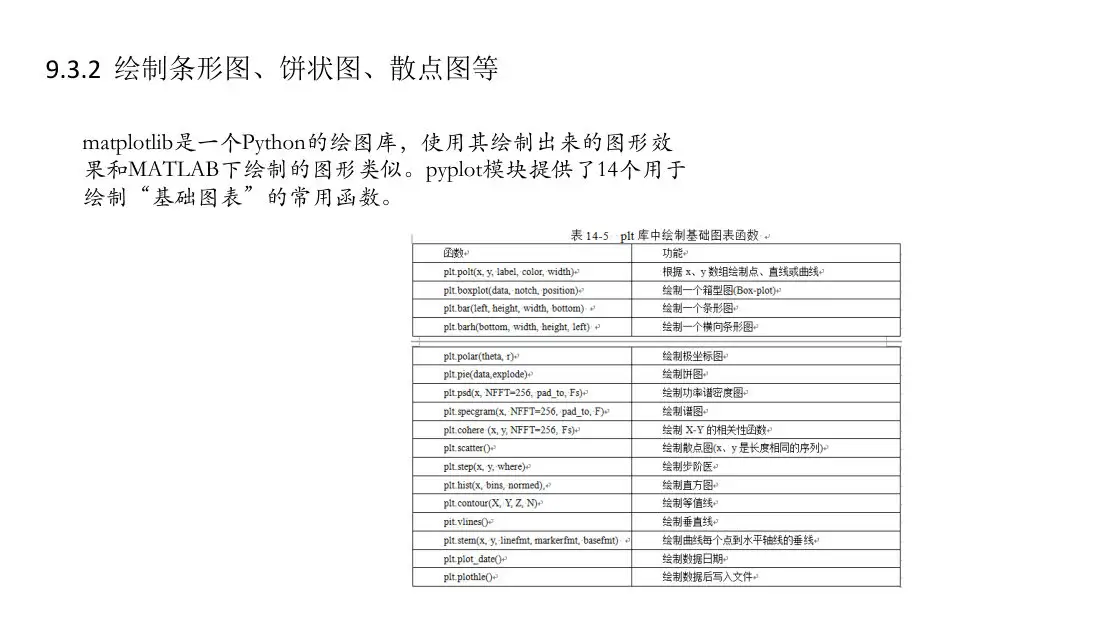 9.3.2 绘制条形图、饼状图、散点图等
matplotlib是一个Python的绘图库，使用其绘制出来的图形效
果和MATLAB下绘制的图形类似。pyplot模块提供了14个用于
绘制“基础图表”的常用函数。
表 14-5 plt 库中绘制基础图表函数
函数 功能
plt.polt(x, y, label, color, width) 根据 x、y 数组绘制点、直线或曲线
plt.boxplot(data, notch, position) 绘制一个箱型图(Box-plot)
plt.bar(left, height, width, bottom) 绘制一个条形图
plt.barh(bottom, width, height, left) 绘制一个横向条形图
plt.polar(theta, r) 绘制极坐标图
plt.pie(data,explode) 绘制饼图
plt.psd(x, NFFT=256, pad_to, Fs) 绘制功率谱密度图
plt.specgram(x, NFFT=256, pad_to, F) 绘制谱图
plt.cohere (x, y, NFFT=256, Fs) 绘制 X-Y 的相关性函数
plt.scatter() 绘制散点图(x、y 是长度相同的序列)
plt.step(x, y, where) 绘制步阶医
plt.hist(x, bins, normed), 绘制直方图
plt.contour(X, Y, Z, N) 绘制等值线
pit.vlines() 绘制垂直线
plt.stem(x, y, linefmt, markerfmt, basefmt) 绘制曲线每个点到水平轴线的垂线
plt.plot_date() 绘制数据日期
plt.plothle() 绘制数据后写入文件